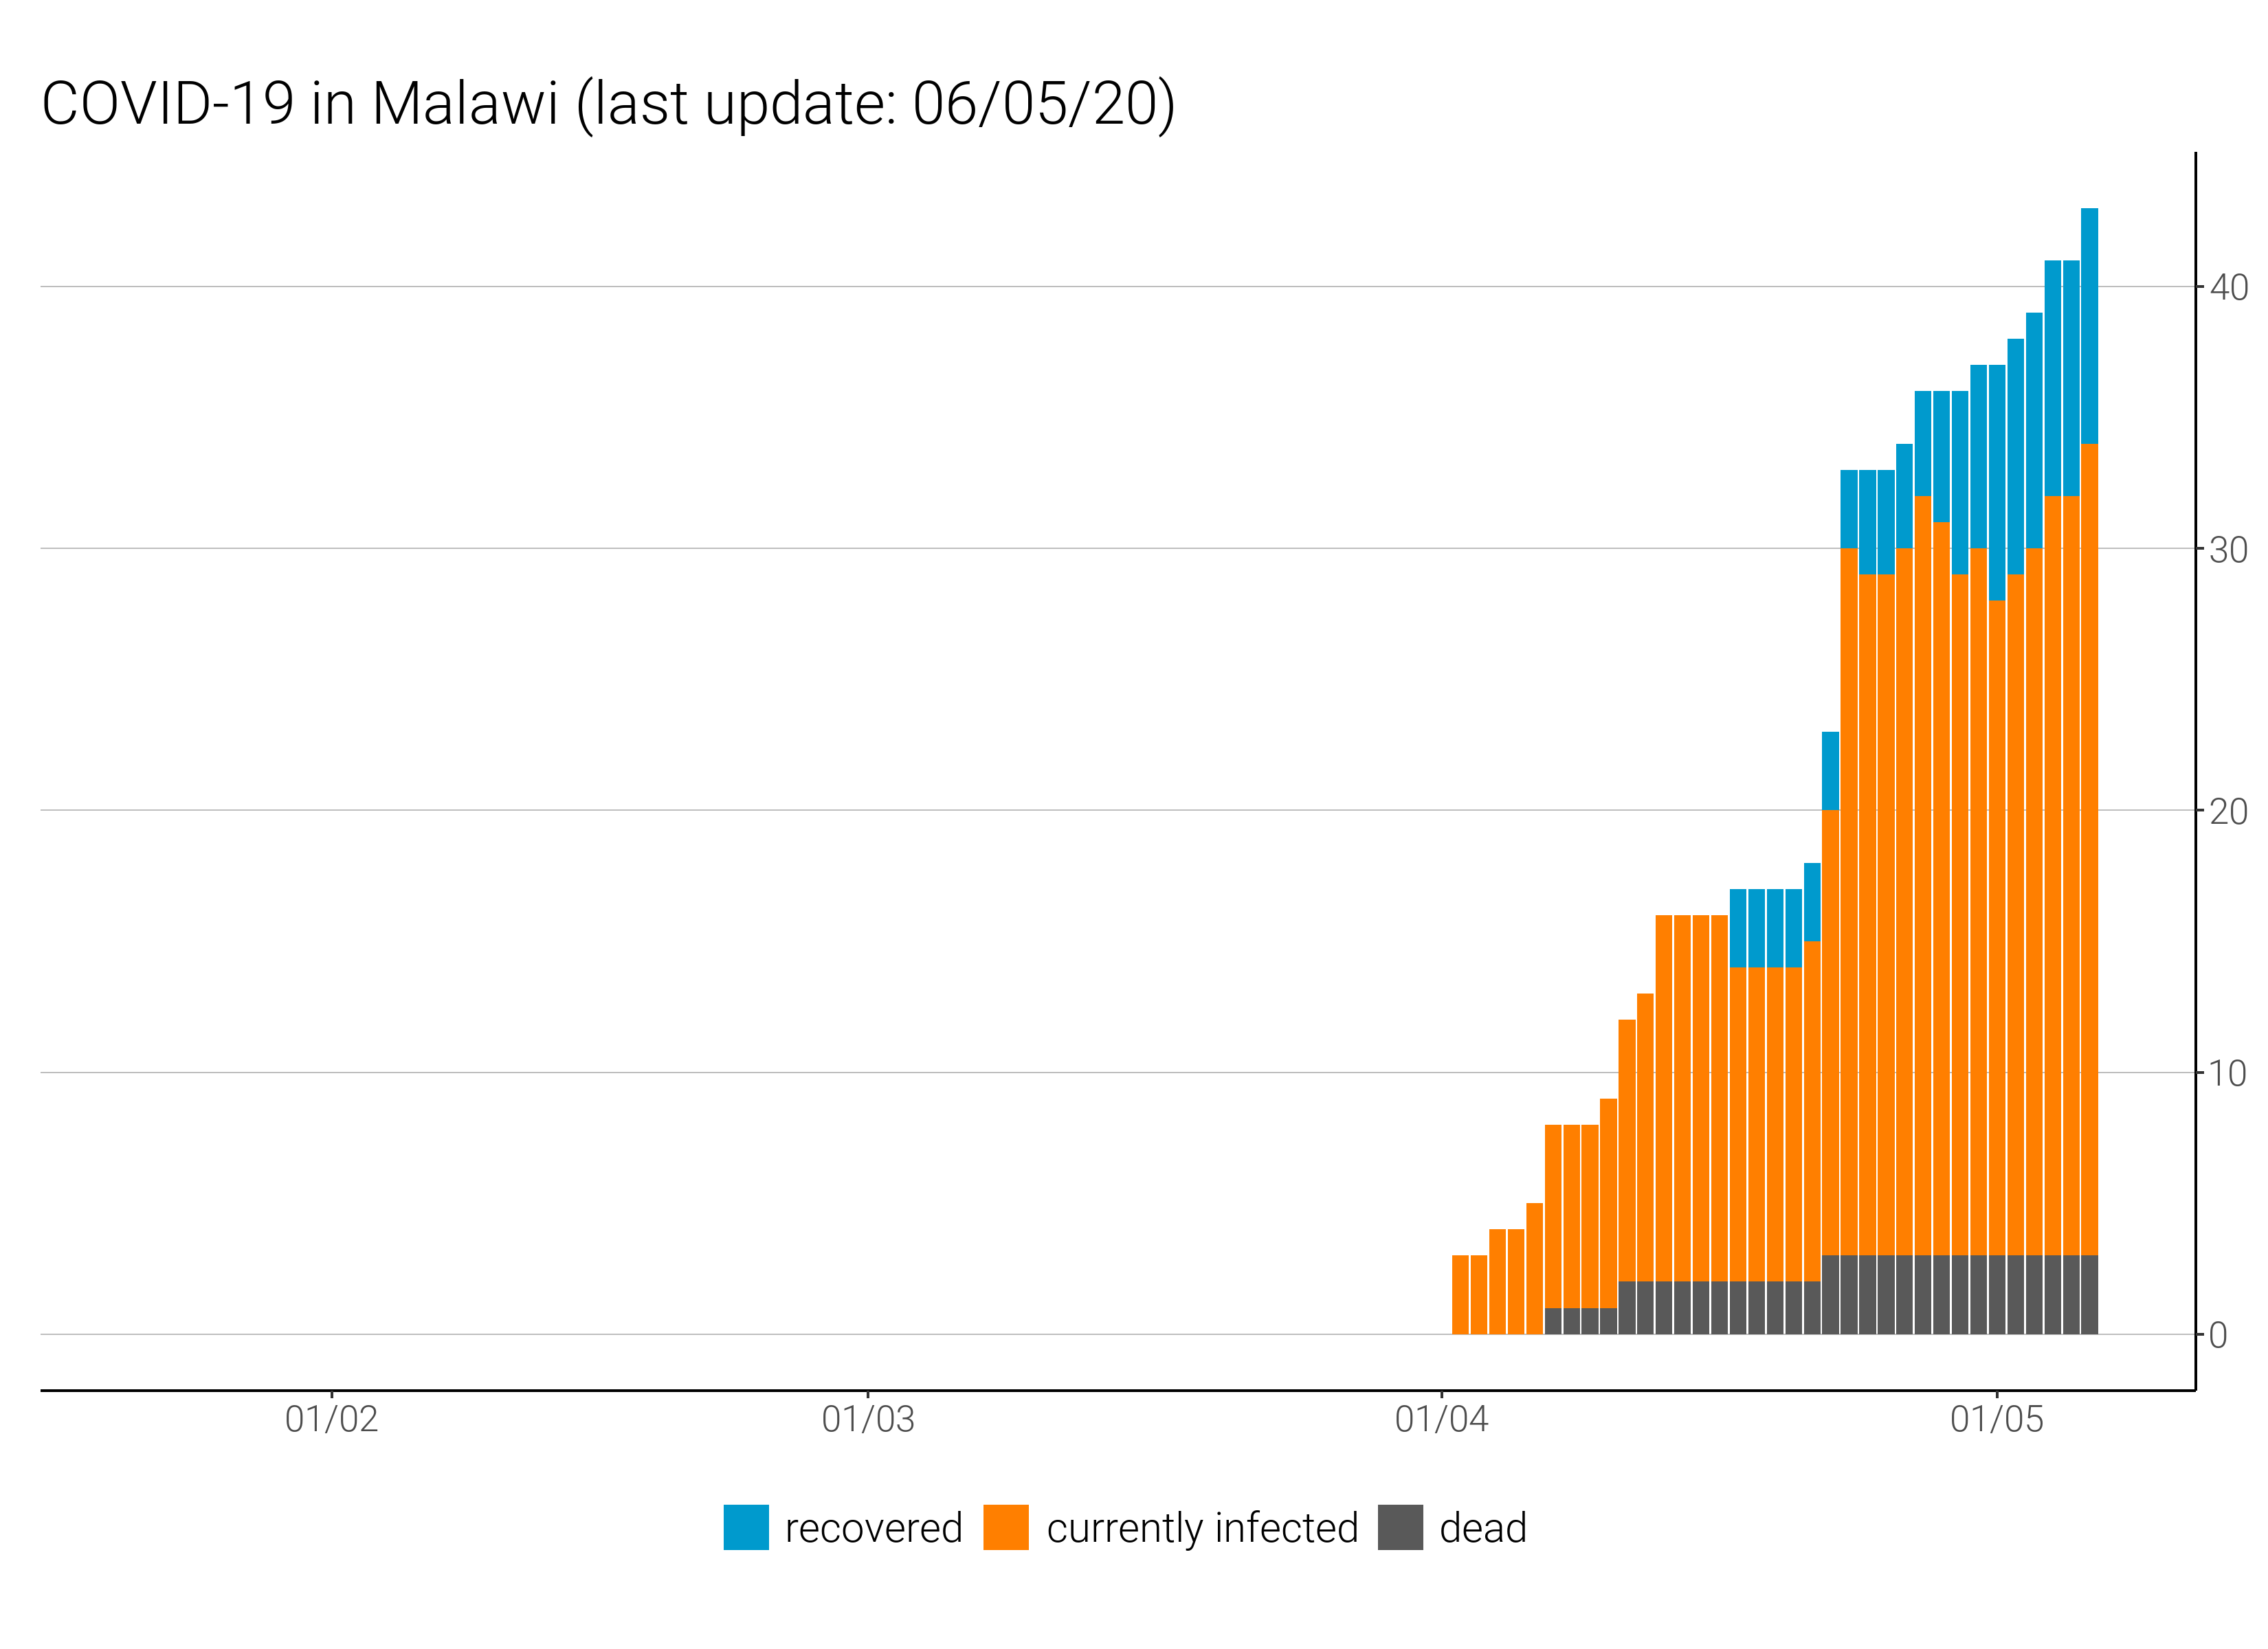 COVID-19 in Malawi (last update: 06/05/20)
40
30
20
10
0
01/02 01/03 01/04 01/05
recovered currently infected dead